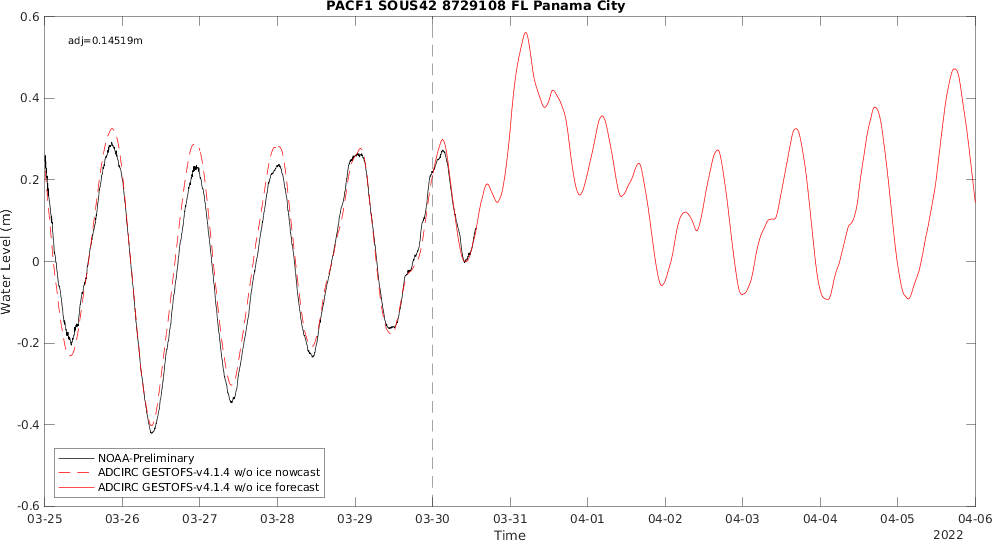 PACF1 SOUS42 8729108 FL Panama City
adj=0.14519m
0.6
0.4
0.2
0
-0.2
-0.4
-0.6
Water Level (m)
NOAA-Preliminary
ADCIRC GESTOFS-v4.1.4 w/o ice nowcast
ADCIRC GESTOFS-v4.1.4 w/o ice forecast
03-25 03-26 03-27 03-28 03-29 03-30 03-31 04-01 04-02 04-03 04-04 04-05 04-06
Time
2022